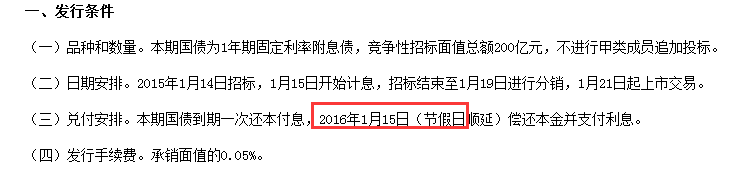 一、发行条件
（一）品种和数量。本期国债为1年期固定利率附息债，竞争性招标面值总额200亿元，不进行甲类成员追加投标。
（二）日期安排。2015年1月14日招标，1月15日开始计息，招标结束至1月19日进行分销，1月21日起上市交易。
（三）兑付安排。本期国债到期一次还本付息，2016年1月15日（节假日顺延）偿还本金并支付利息。
（四）发行手续费。承销面值的0.05%。